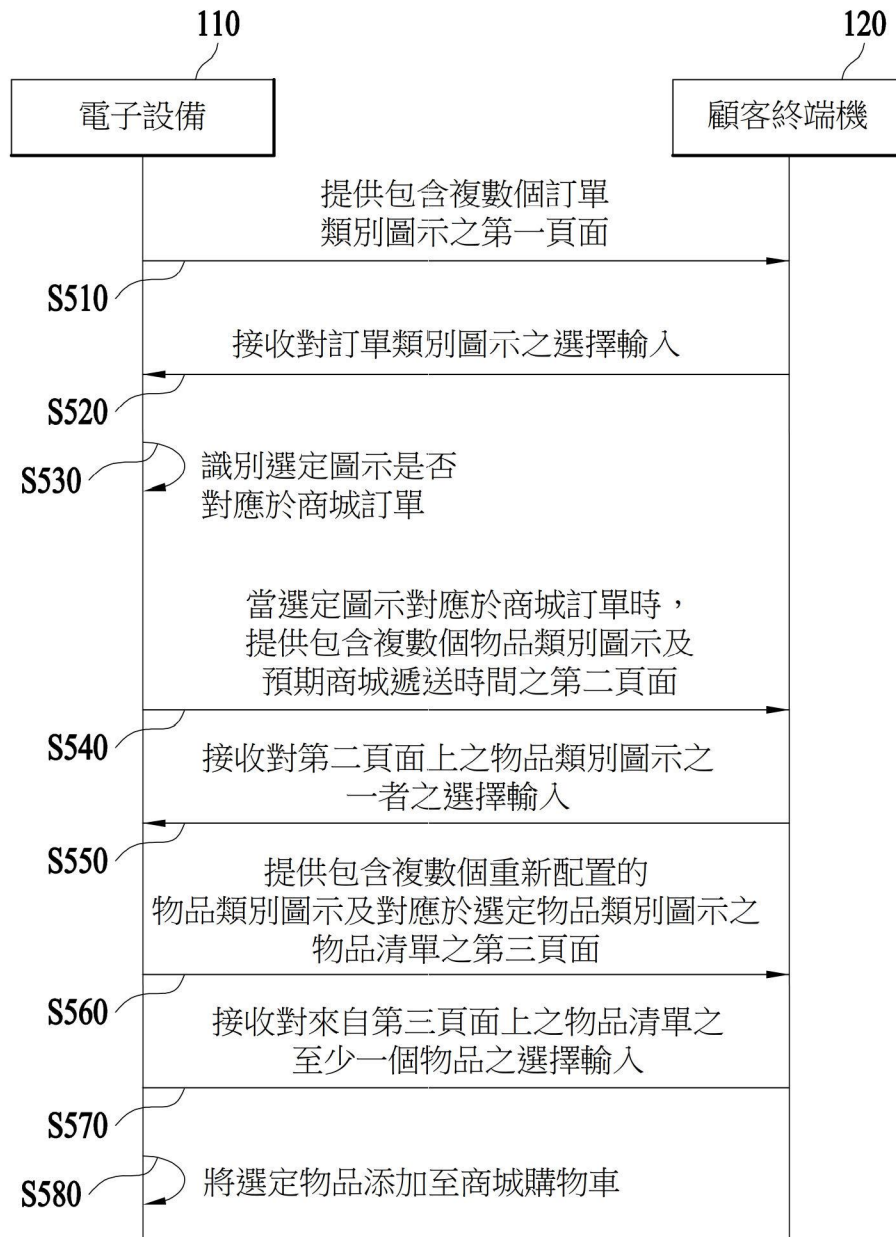 110
120
電子設備
顧客終端機
提供包含複數個訂單
類別圖示之第一頁面
S510
接收對訂單類別圖示之選擇輸入
S520
S530
識別選定圖示是否
對應於商城訂單
當選定圖示對應於商城訂單時，
提供包含複數個物品類別圖示及
預期商城遞送時間之第二頁面
S540
接收對第二頁面上之物品類別圖示之
一者之選擇輸入
S550
提供包含複數個重新配置的
物品類別圖示及對應於選定物品類別圖示之
物品清單之第三頁面
S560
接收對來自第三頁面上之物品清單之
至少一個物品之選擇輸入
S570
S580
將選定物品添加至商城購物車